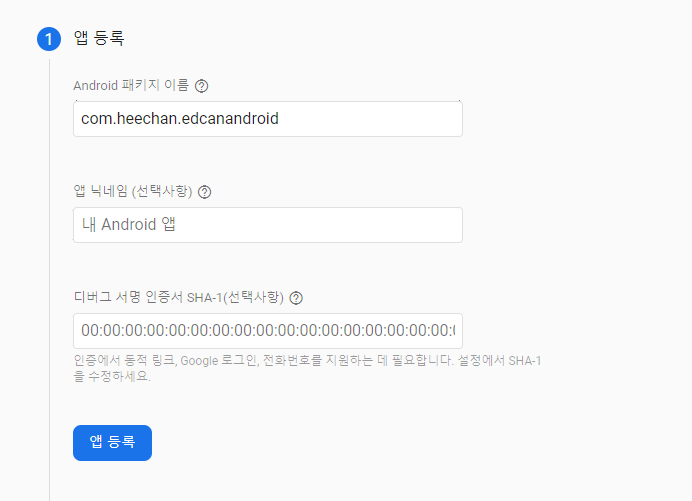 1 앱 등록
Android 패키지 이름 ?
com.heechan.edcanandroid
앱 닉네임 (선택사항) ?
내 Android 앱
디버그 서명 인증서 SHA-1(선택사항) ?
00:00:00:00:00:00:00:00:00:00:00:00:00:00:00:00:00:0
인증에서 동적 링크, Google 로그인, 전화번호를 지원하는 데 필요합니다. 설정에서 SHA-1
을 수정하세요.
앱 등록